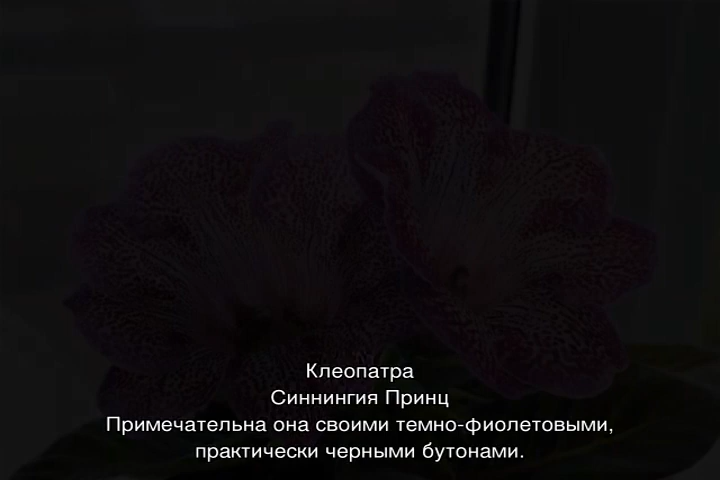 Клеопатра
Синнингия Принц
Примечательна она своими темно-фиолетовыми,
практически черными бутонами.